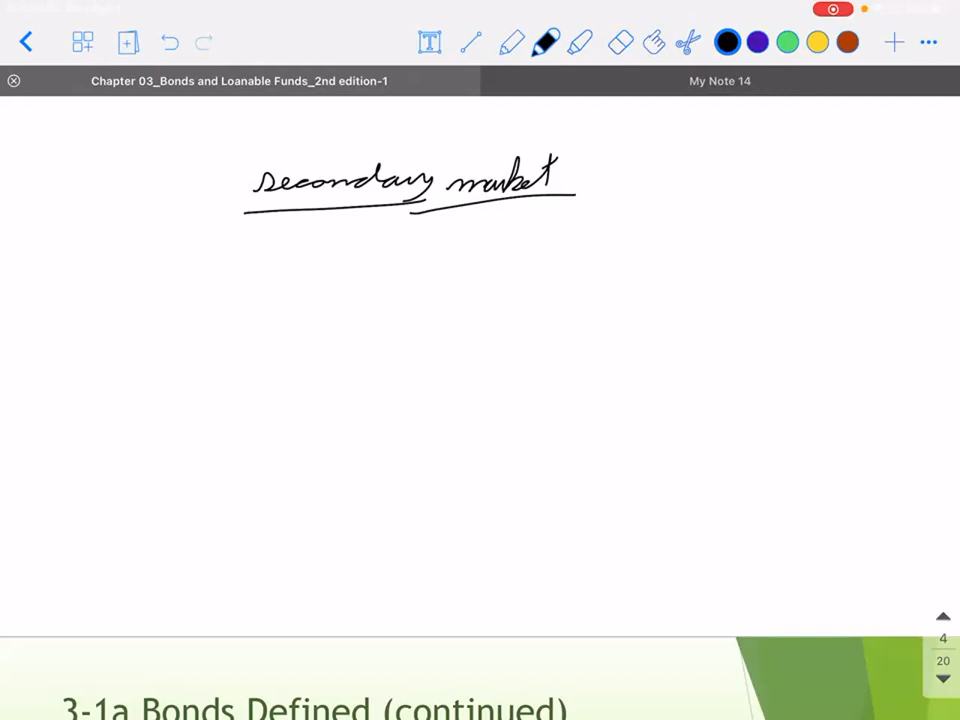 Chapter 03_Bonds and Loanable Funds_2nd edition-1
My Note 14
secondary market
4
20
3-1a Bonds Defined (continued)